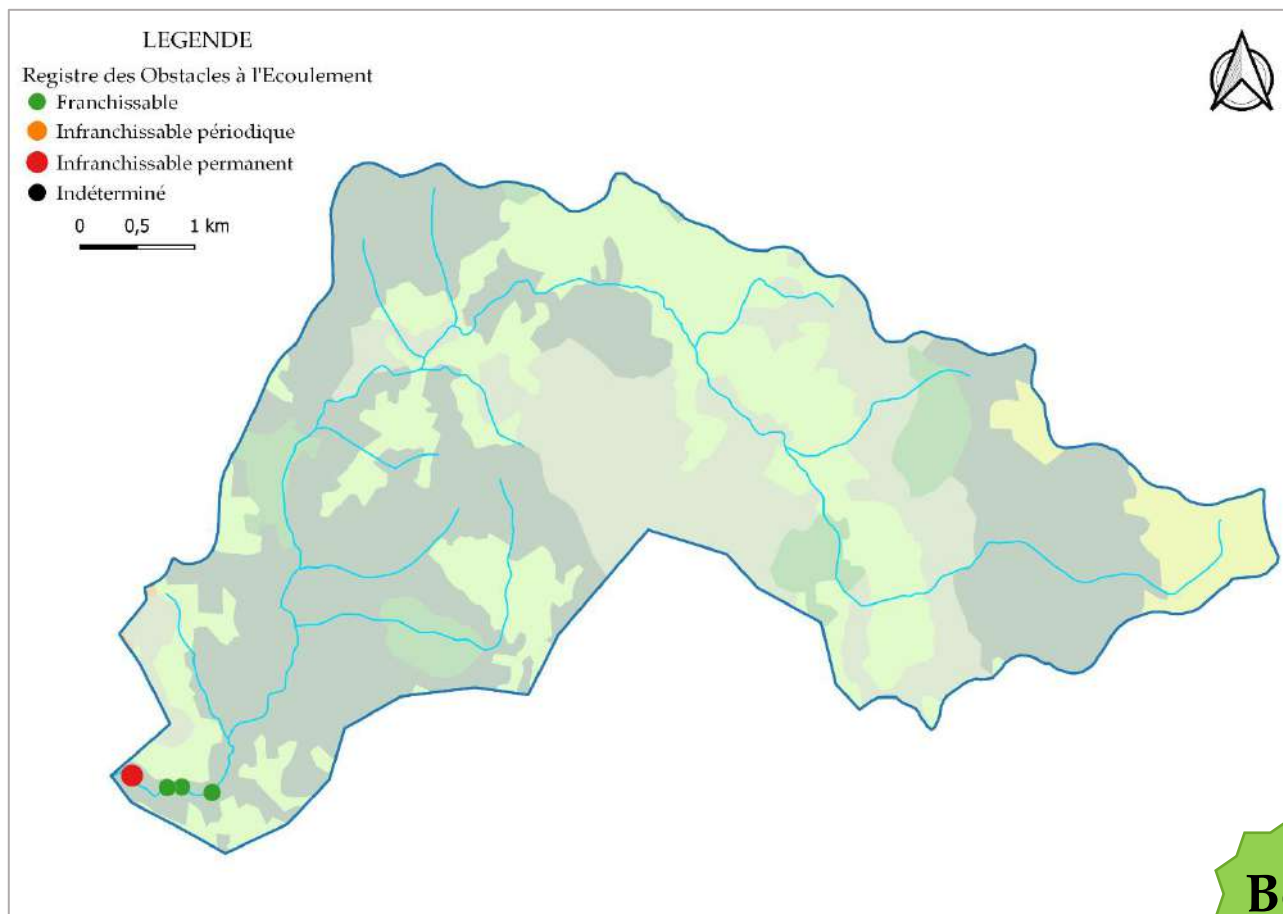 LEGENDE
Registre des Obstacles à l'Ecoulement
Franchissable
Infranchissable périodique
Infranchissable permanent
Indéterminé
0 0,5 1 km
B